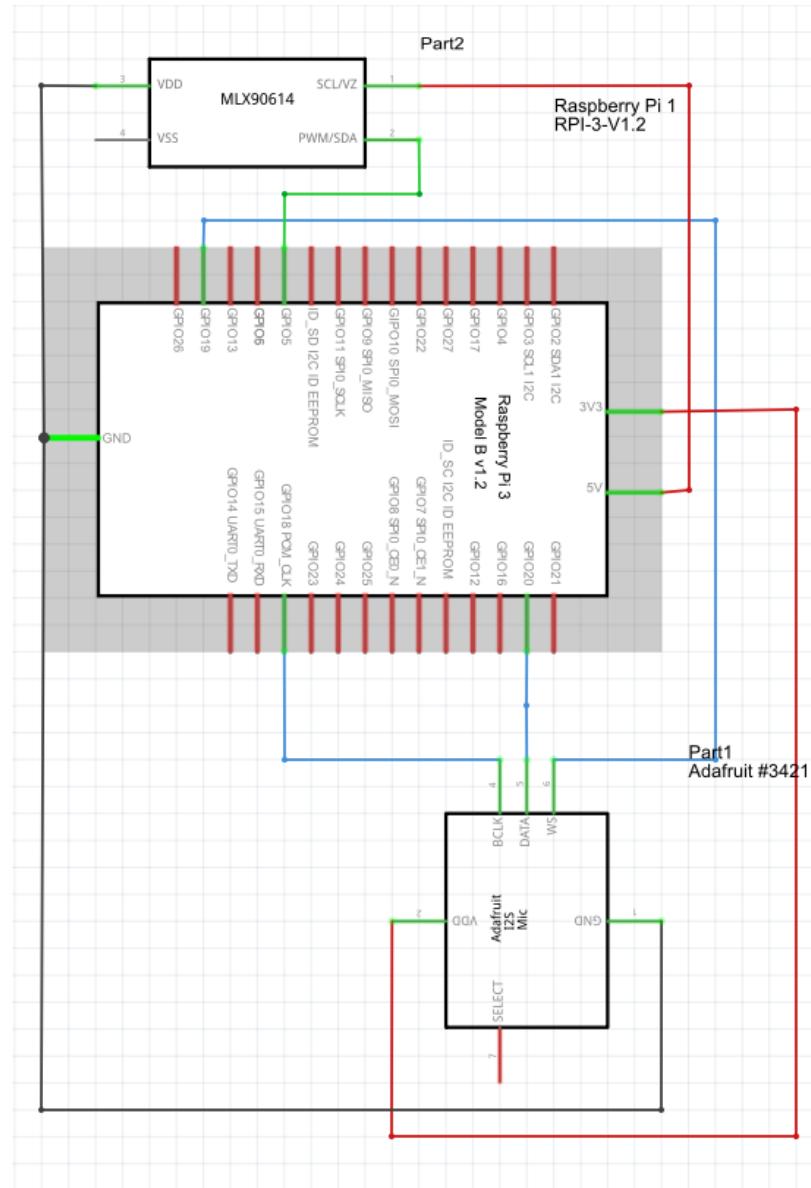 Part2
3
VDD
MLX90614
SCL/VZ
1
4
VSS
PWM/SDA
2
Raspberry Pi 1
RPI-3-V1.2
GPIO26
GPIO19
GPIO13
GPIO6
GPIO5
ID_SD I2C ID EEPROM
GPIO11 SPI0_SCLK
GPIO9 SPI0_MISO
GIPO10 SPI0_MOSI
GPIO22
GPIO27
GPIO17
GPIO4
GPIO3 SCL1 I2C
GPIO2 SDA1 I2C
3V3
5V
GND
Raspberry Pi 3
Model B v1.2
GPIO14 UART0_TXD
GPIO15 UART0_RXD
GPIO18 PCM_CLK
GPIO23
GPIO24
GPIO25
GPIO8 SPI0_CE0_N
GPIO7 SPI0_CE1_N
ID_SC I2C ID EEPROM
GPIO12
GPIO16
GPIO20
GPIO21
Part1
Adafruit #3421
4
5
6
BCLK
DATA
WS
2
VDD
Adafruit
I2S
Mic
GND
1
SELECT